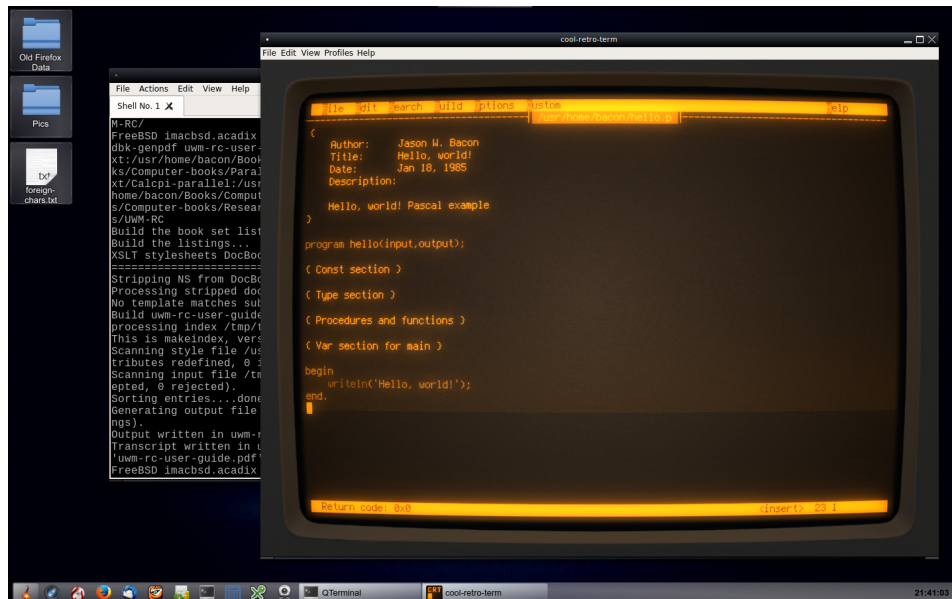 Old Firefox
Data
Pics
txt
foreign-
chars.txt
File Actions Edit View Help
Shell No. 1
M-RC/
FreeBSD imacbsd.acadix
dbk-genpdf uwm-rc-user-
xt:/usr/home/bacon/Book
ks/Computer-books/Paral
xt/Calcpi-parallel:/usr
home/bacon/Books/Comput
s/Computer-books/Resear
s/UWM-RC
Build the book set list
Build the listings...
XSLT stylesheets DocBoo
=======================
Stripping NS from DocBo
Processing stripped doc
No template matches sub
Build uwm-rc-user-guide
processing index /tmp/t
This is makeindex, vers
Scanning style file /us
tributes redefined, 0 i
Scanning input file /tm
epted, 0 rejected).
Sorting entries....done
Generating output file
ngs).
Output written in uwm-r
Transcript written in u
'uwm-rc-user-guide.pdf'
FreeBSD imacbsd.acadix
cool-retro-term
File Edit View Profiles Help
File Edit Search Build Options Custom Help
/usr/home/bacon/hello.p
{
Author: Jason W. Bacon
Title: Hello, world!
Date: Jan 18, 1985
Description:
Hello, world! Pascal example
}
program hello(input,output);
{ Const section }
{ Type section }
{ Procedures and functions }
{ Var section for main }
begin
writeln('Hello, world!');
end.
Return code: 0x0 <insert> 23 1
QTerminal
CRT cool-retro-term
21:41:03